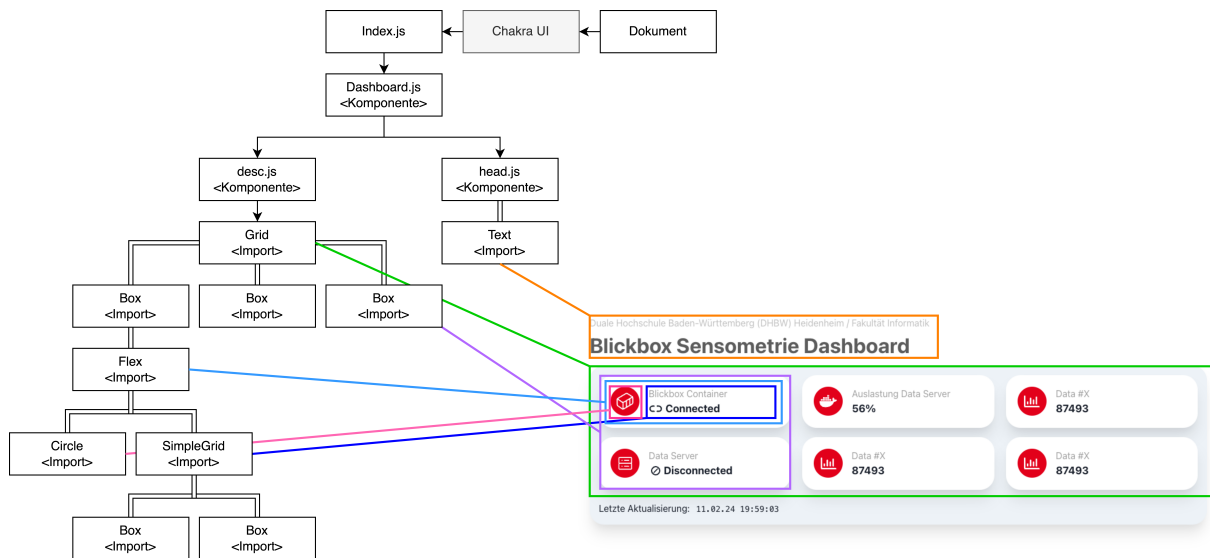 Index.js
Chakra UI
Dokument
Dashboard.js
<Komponente>
desc.js
<Komponente>
head.js
<Komponente>
Grid
<Import>
Text
<Import>
Box
<Import>
Box
<Import>
Box
<Import>
Flex
<Import>
Circle
<Import>
SimpleGrid
<Import>
Box
<Import>
Box
<Import>
Duale Hochschule Baden-Württemberg (DHBW) Heidenheim / Fakultät Informatik
Blickbox Sensometrie Dashboard
Blickbox Container
Connected
Auslastung Data Server
56%
Data #X
87493
Data Server
Disconnected
Data #X
87493
Data #X
87493
Letzte Aktualisierung: 11.02.24 19:59:03